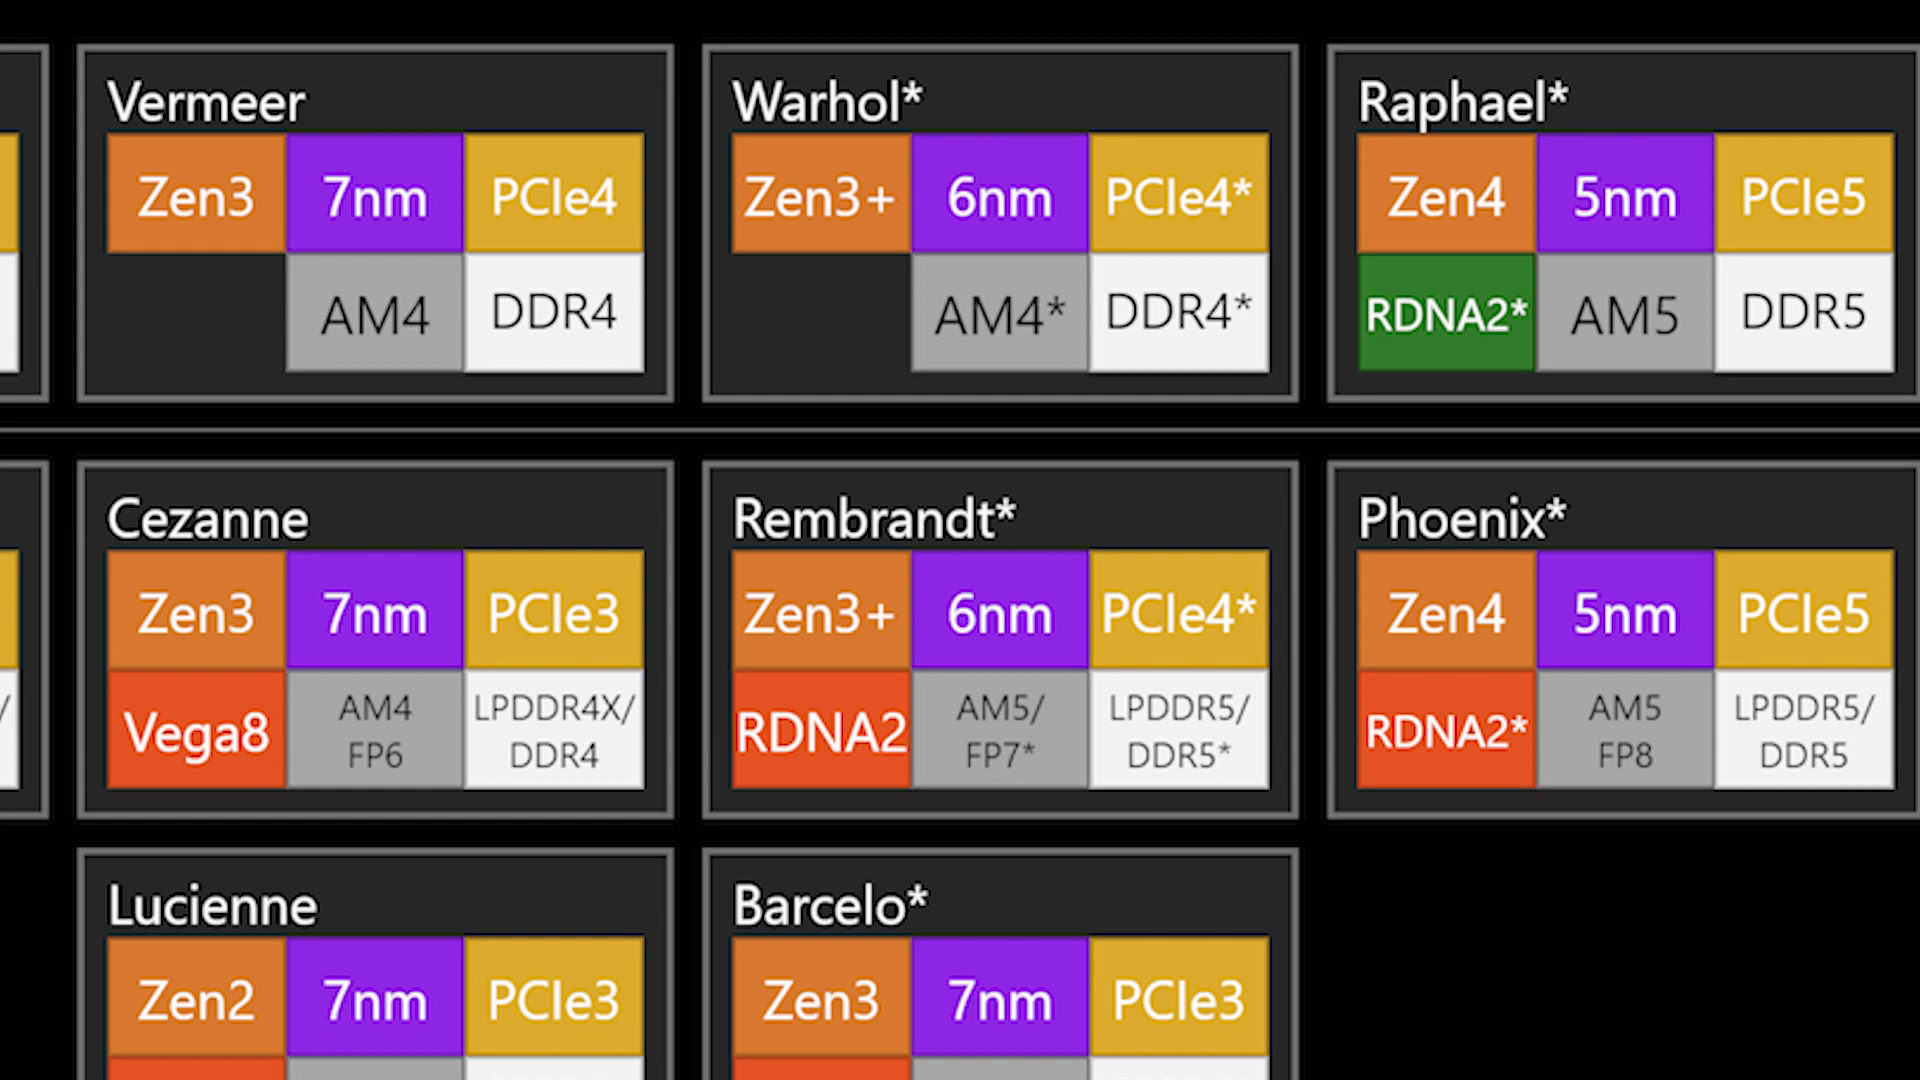 Vermeer
Zen3 7nm PCIe4
AM4 DDR4
Warhol*
Zen3+ 6nm PCIe4*
AM4* DDR4*
Raphael*
Zen4 5nm PCIe5
RDNA2* AM5 DDR5
Cezanne
Zen3 7nm PCIe3
Vega8
AM4
FP6
LPDDR4X/
DDR4
Rembrandt*
Zen3+ 6nm PCIe4*
RDNA2
AM5/
FP7*
LPDDR5/
DDR5*
Phoenix*
Zen4 5nm PCIe5
RDNA2*
AM5
FP8
LPDDR5/
DDR5
Lucienne
Zen2 7nm PCIe3
Barcelo*
Zen3 7nm PCIe3